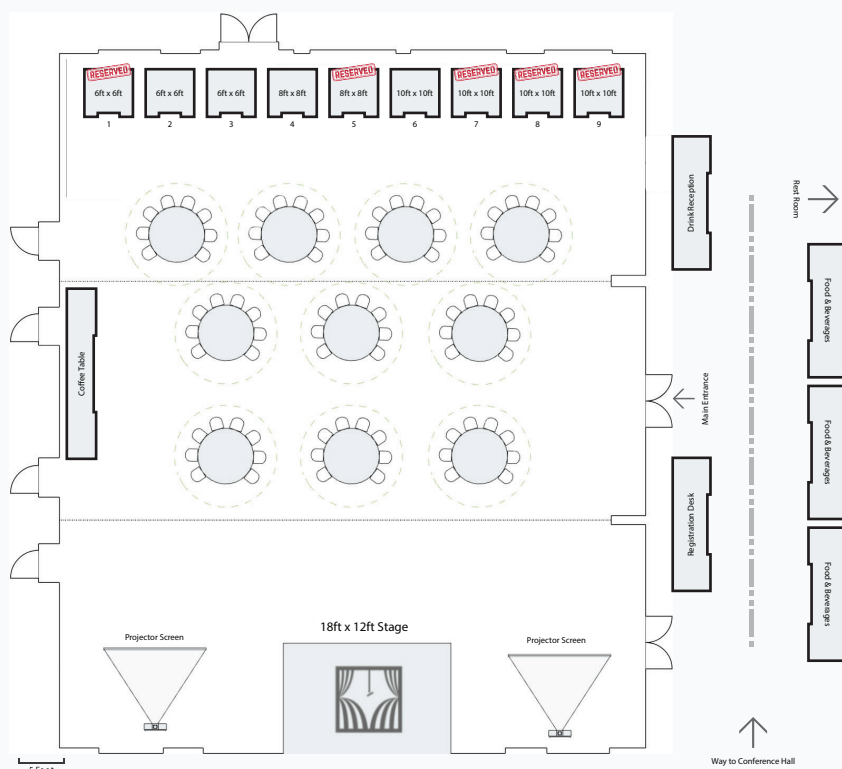 RESERVED
RESERVED
RESERVED
RESERVED
RESERVED
6ft x 6ft
6ft x 6ft
6ft x 6ft
8ft x 8ft
8ft x 8ft
10ft x 10ft
10ft x 10ft
10ft x 10ft
10ft x 10ft
1
2
3
4
5
6
7
8
9
Drink Reception
Rest Room
Food & Beverages
Coffee Table
Main Entrance
Food & Beverages
Registration Desk
Food & Beverages
18ft x 12ft Stage
Projector Screen
Projector Screen
Way to Conference Hall
5 Feet